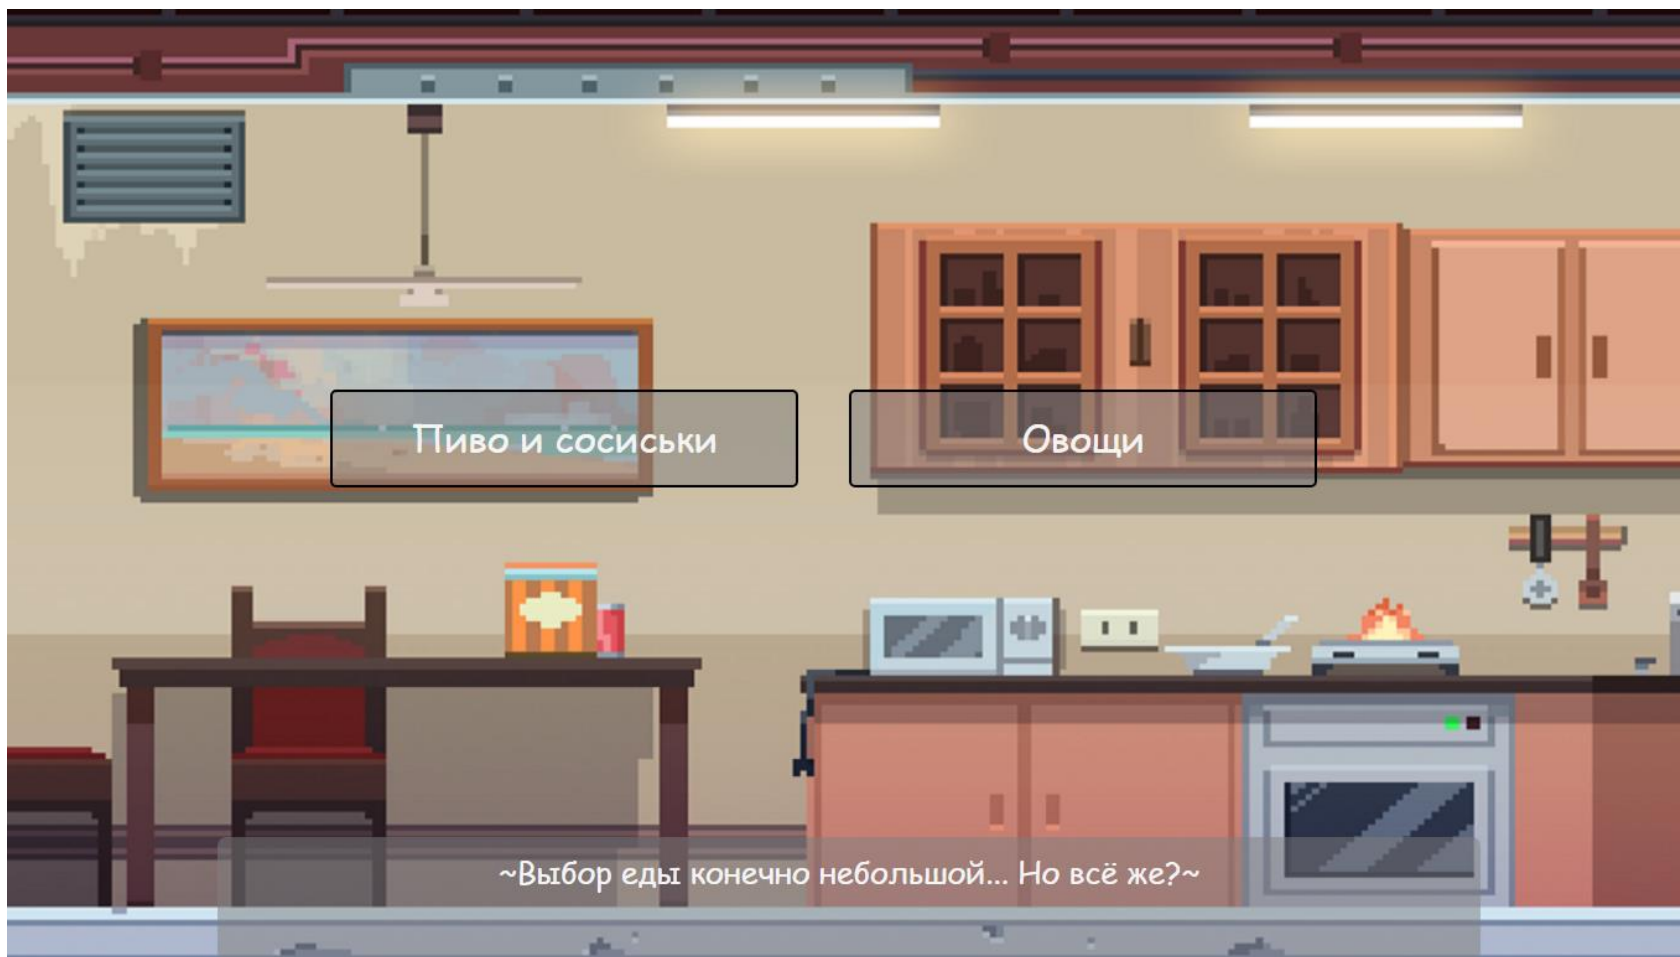 Пиво и сосиськи
Овощи
~Выбор еды конечно небольшой... Но всё же?~